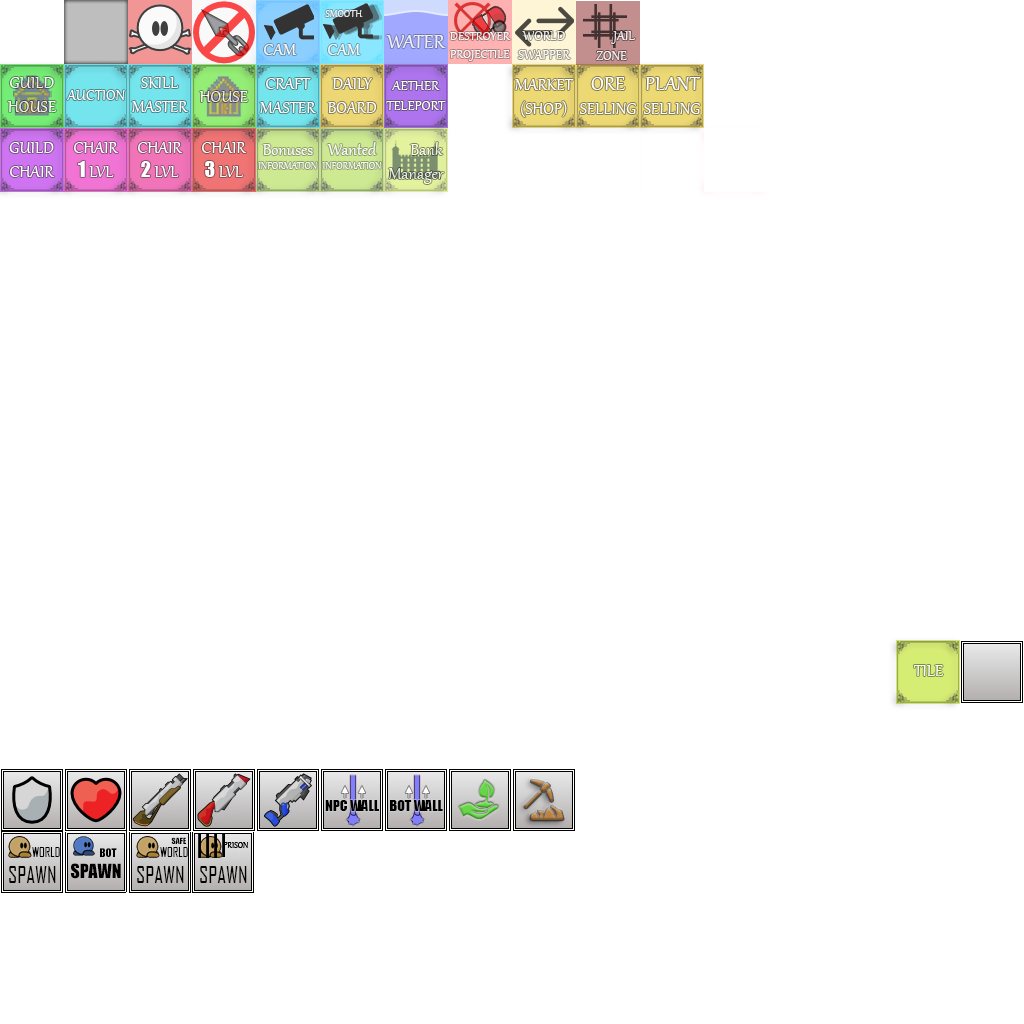 CAM
SMOOTH
CAM
WATER
DESTROYER
PROJECTILE
WORLD
SWAPPER
JAIL
ZONE
GUILD
HOUSE
AUCTION
SKILL
MASTER
HOUSE
CRAFT
MASTER
DAILY
BOARD
AETHER
TELEPORT
MARKET
(SHOP)
ORE
SELLING
PLANT
SELLING
GUILD
CHAIR
CHAIR
1 LVL
CHAIR
2 LVL
CHAIR
3 LVL
Bonuses
INFORMATION
Wanted
INFORMATION
Bank
Manager
TILE
NPC WALL
BOT WALL
WORLD
SPAWN
BOT
SPAWN
SAFE
WORLD
SPAWN
PRISON
SPAWN